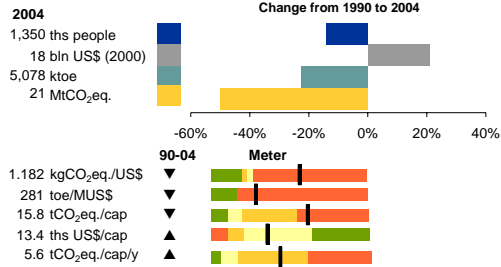 2004
Change from 1990 to 2004
1,350 ths people
18 bln US$ (2000)
5,078 ktoe
21 MtCO₂eq.
-60% -40% -20% 0% 20% 40%
90-04 Meter
1.182 kgCO₂eq./US$ ▼
281 toe/MUS$ ▼
15.8 tCO₂eq./cap ▼
13.4 ths US$/cap ▲
5.6 tCO₂eq./cap/y ▲